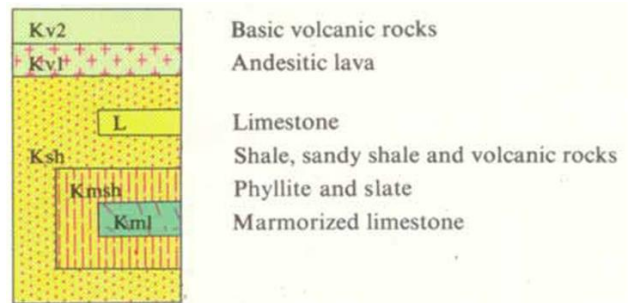 Kv2 Basic volcanic rocks
Kv1 Andesitic lava
L Limestone
Ksh Shale, sandy shale and volcanic rocks
Kmsh Phyllite and slate
Kml Marmorized limestone